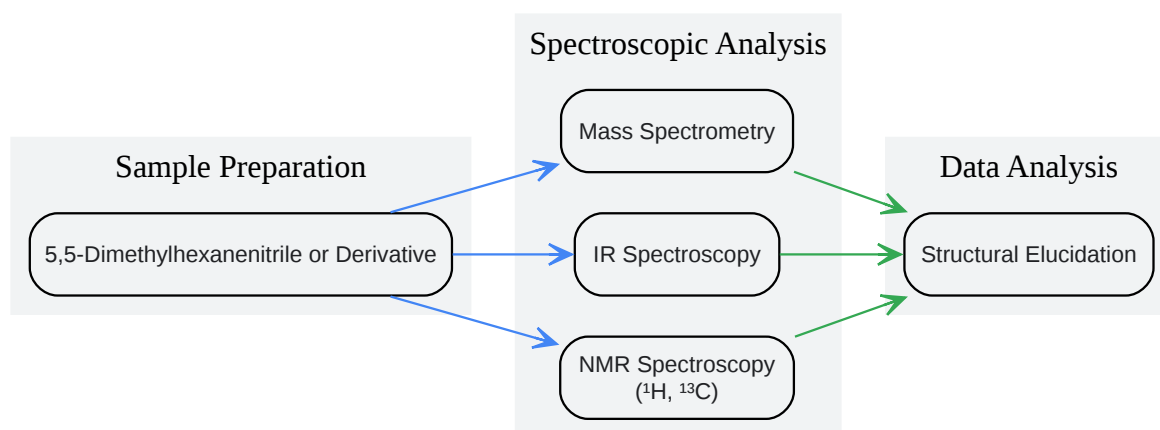 Sample Preparation
5,5-Dimethylhexanenitrile or Derivative
Spectroscopic Analysis
Mass Spectrometry
IR Spectroscopy
NMR Spectroscopy
(¹H, ¹³C)
Data Analysis
Structural Elucidation